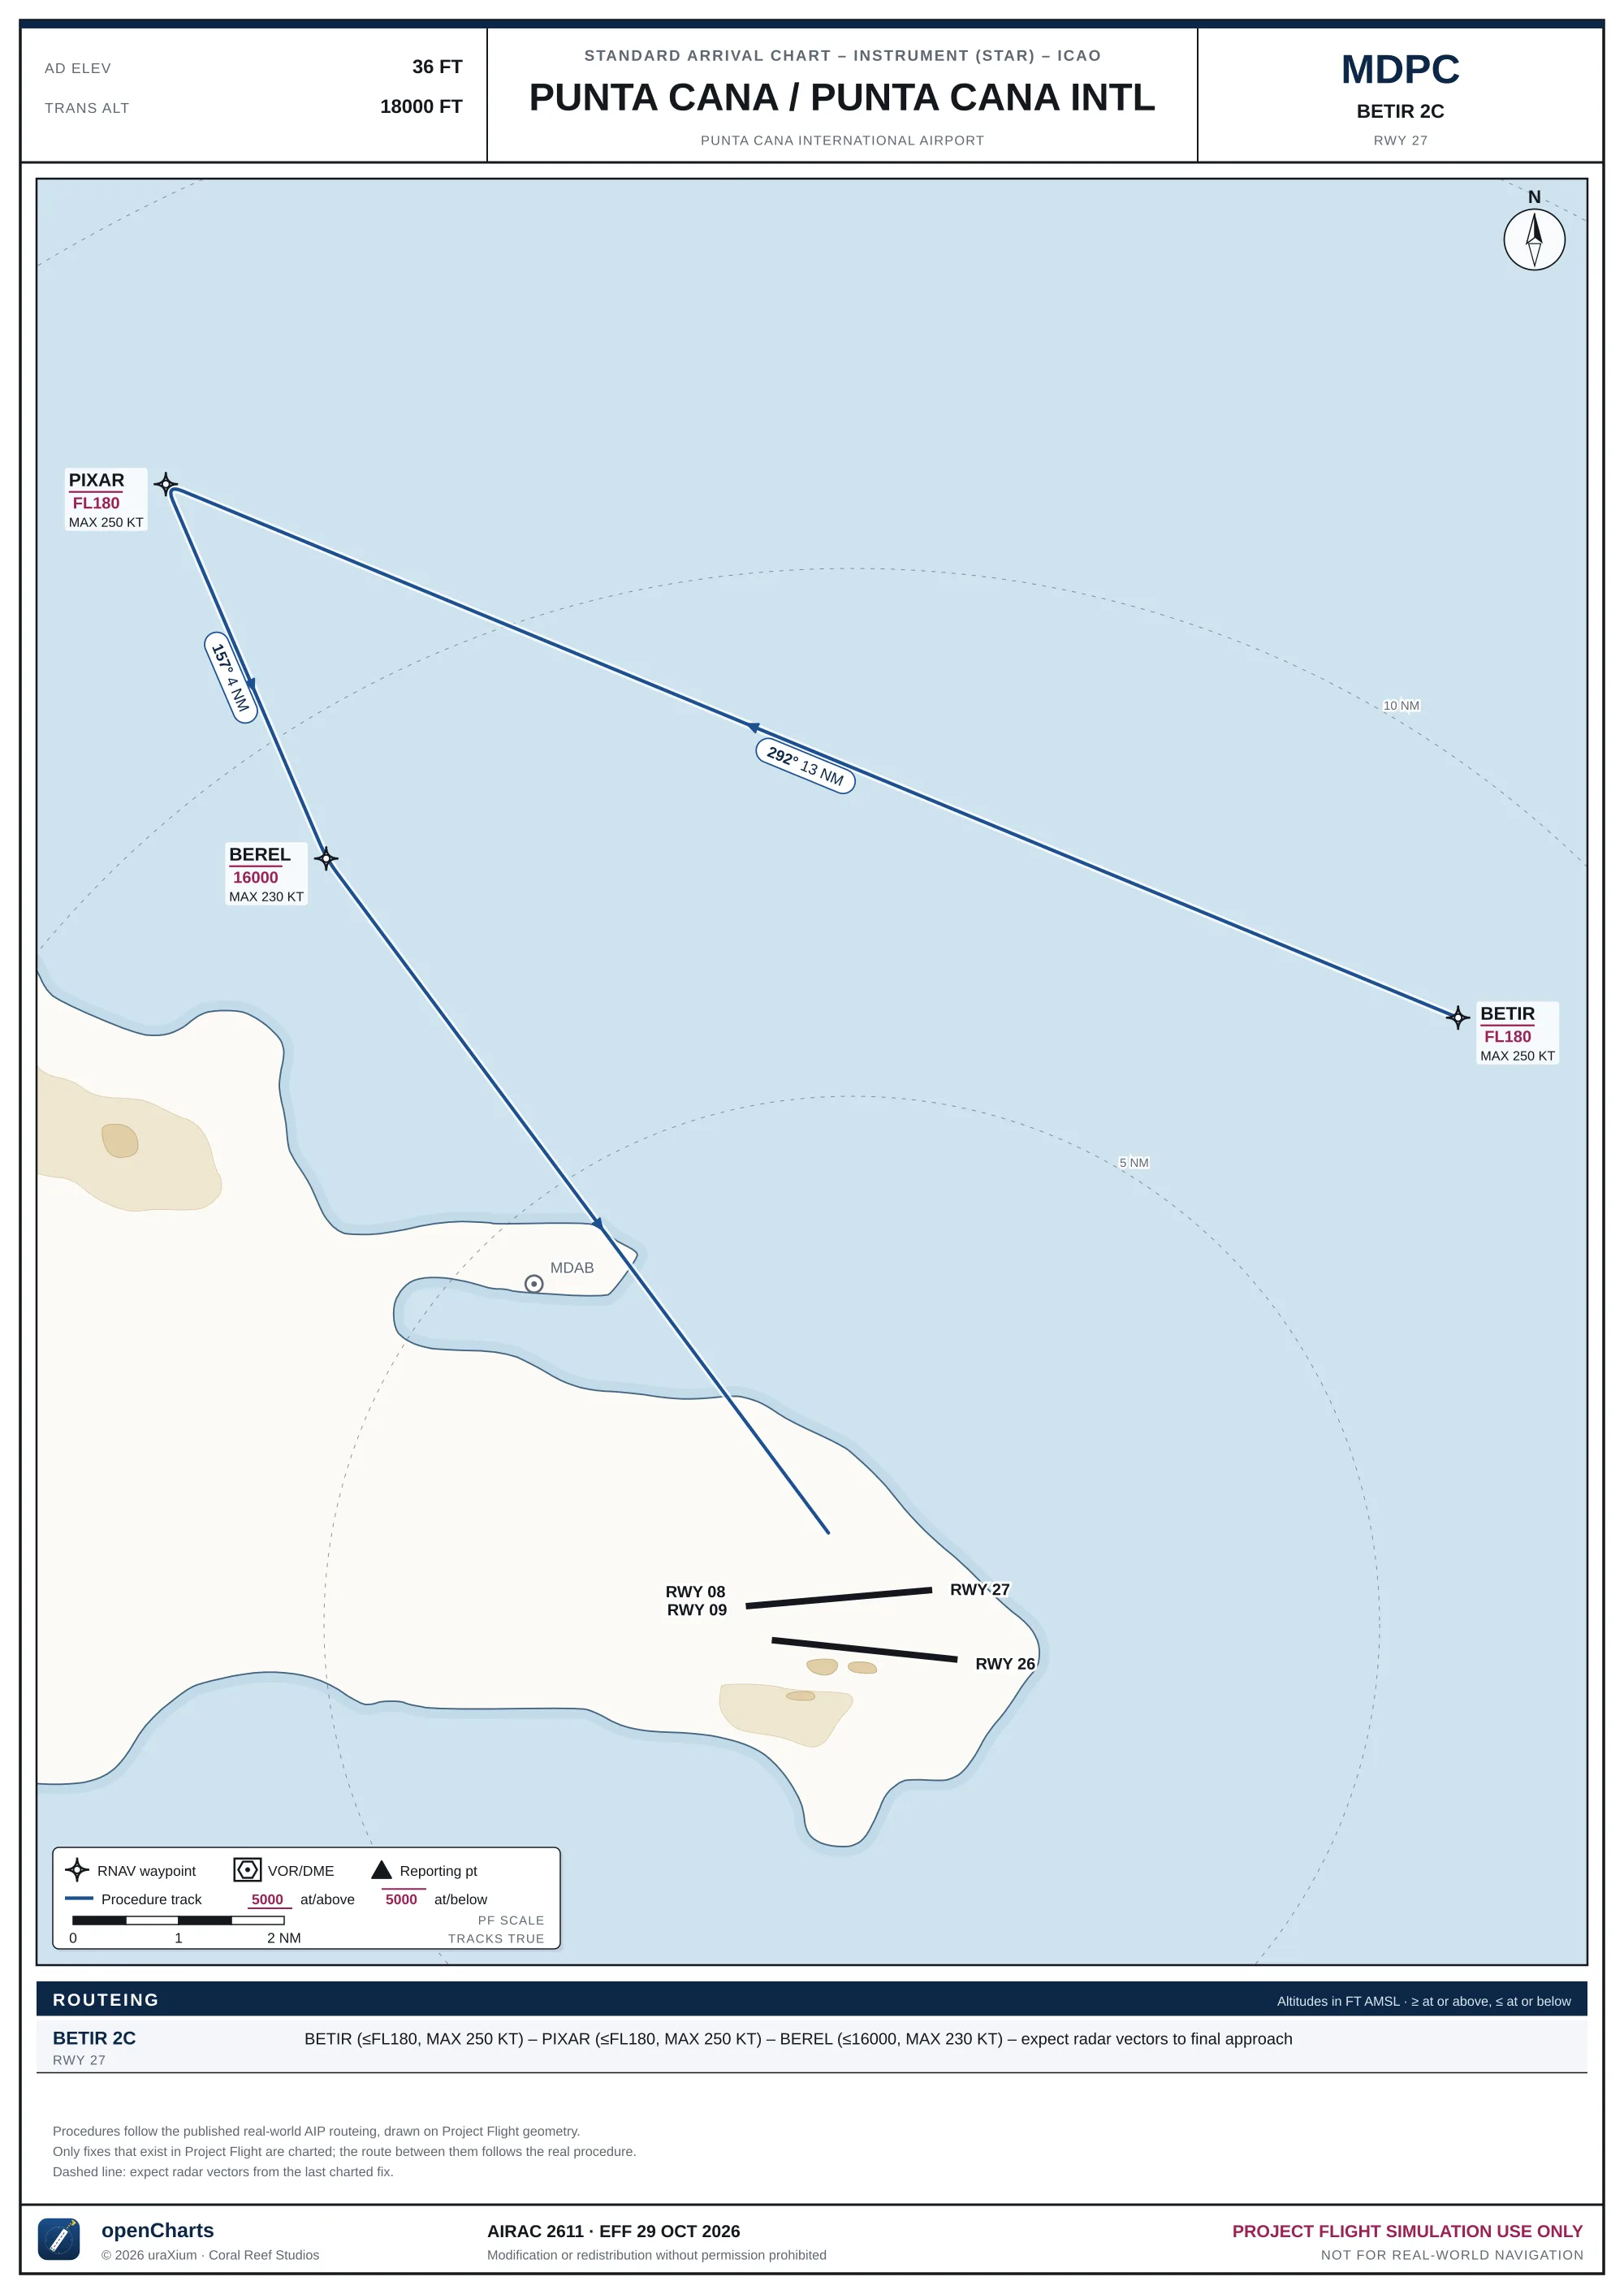 AD ELEV 36 FT
TRANS ALT 18000 FT
STANDARD ARRIVAL CHART – INSTRUMENT (STAR) – ICAO
PUNTA CANA / PUNTA CANA INTL
PUNTA CANA INTERNATIONAL AIRPORT
MDPC
BETIR 2C
RWY 27
N
PIXAR
FL180
MAX 250 KT
157° 4 NM
10 NM
292° 13 NM
BEREL
16000
MAX 230 KT
BETIR
FL180
MAX 250 KT
5 NM
MDAB
RWY 08
RWY 09
RWY 27
RWY 26
RNAV waypoint VOR/DME Reporting pt
Procedure track 5000 at/above 5000 at/below
PF SCALE
0 1 2 NM TRACKS TRUE
ROUTEING Altitudes in FT AMSL · ≥ at or above, ≤ at or below
BETIR 2C BETIR (≤FL180, MAX 250 KT) – PIXAR (≤FL180, MAX 250 KT) – BEREL (≤16000, MAX 230 KT) – expect radar vectors to final approach
RWY 27
Procedures follow the published real-world AIP routeing, drawn on Project Flight geometry.
Only fixes that exist in Project Flight are charted; the route between them follows the real procedure.
Dashed line: expect radar vectors from the last charted fix.
openCharts
© 2026 uraXium · Coral Reef Studios
AIRAC 2611 · EFF 29 OCT 2026
Modification or redistribution without permission prohibited
PROJECT FLIGHT SIMULATION USE ONLY
NOT FOR REAL-WORLD NAVIGATION